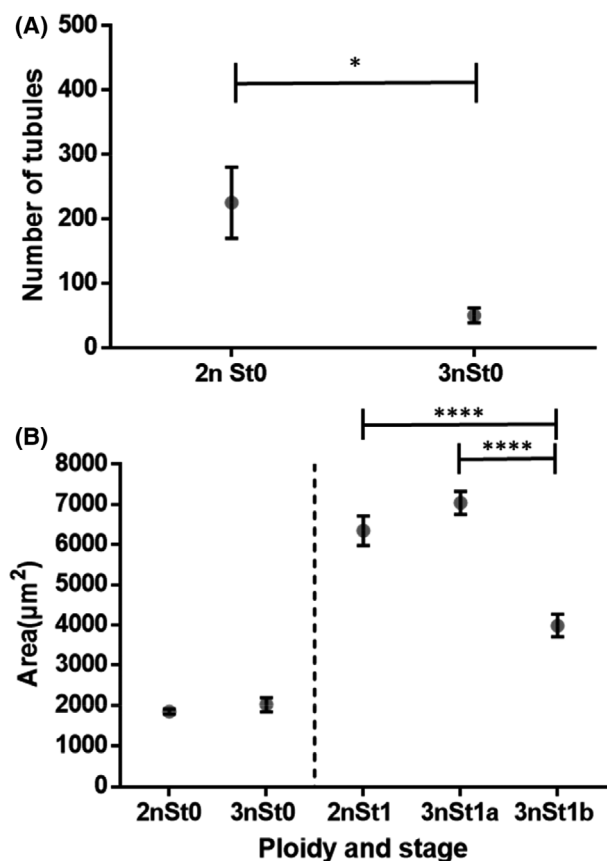 (A)
Number of tubules
500
400
300
200
100
0
*
2n St0
3nSt0
(B)
Area(µm²)
8000
7000
6000
5000
4000
3000
2000
1000
0
****
****
2nSt0
3nSt0
2nSt1
3nSt1a
3nSt1b
Ploidy and stage